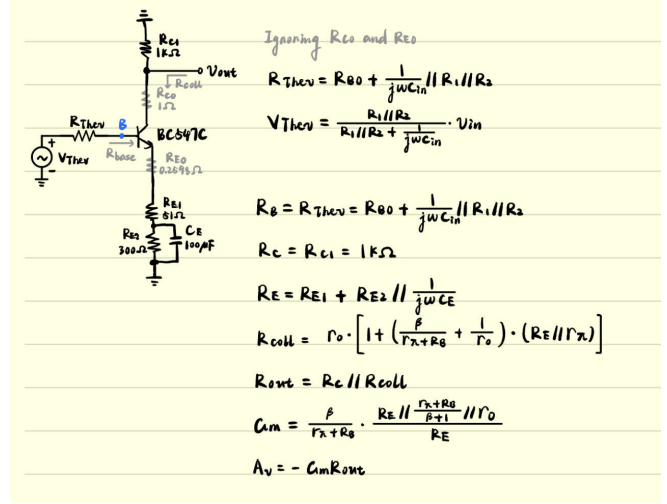 RC1
1KΩ
Vout
Rcoll
RCO
1Ω
RThev
B
BC547C
VThev
Rbase
REO
0.2598Ω
RE1
51Ω
RE2
300Ω
CE
100μF
Ignoring RCO and REO
RThev = RBO + 1/jωCin // R1 // R2
VThev = R1//R2 / (R1//R2 + 1/jωCin) · Vin
RB = RThev = RBO + 1/jωCin // R1 // R2
RC = RC1 = 1KΩ
RE = RE1 + RE2 // 1/jωCE
Rcoll = ro · [1 + (β/(rπ+RB) + 1/ro) · (RE//rπ)]
Rout = RC // Rcoll
Gm = β/(rπ+RB) · (RE // (rπ+RB)/(β+1) // ro) / RE
Av = - GmRout